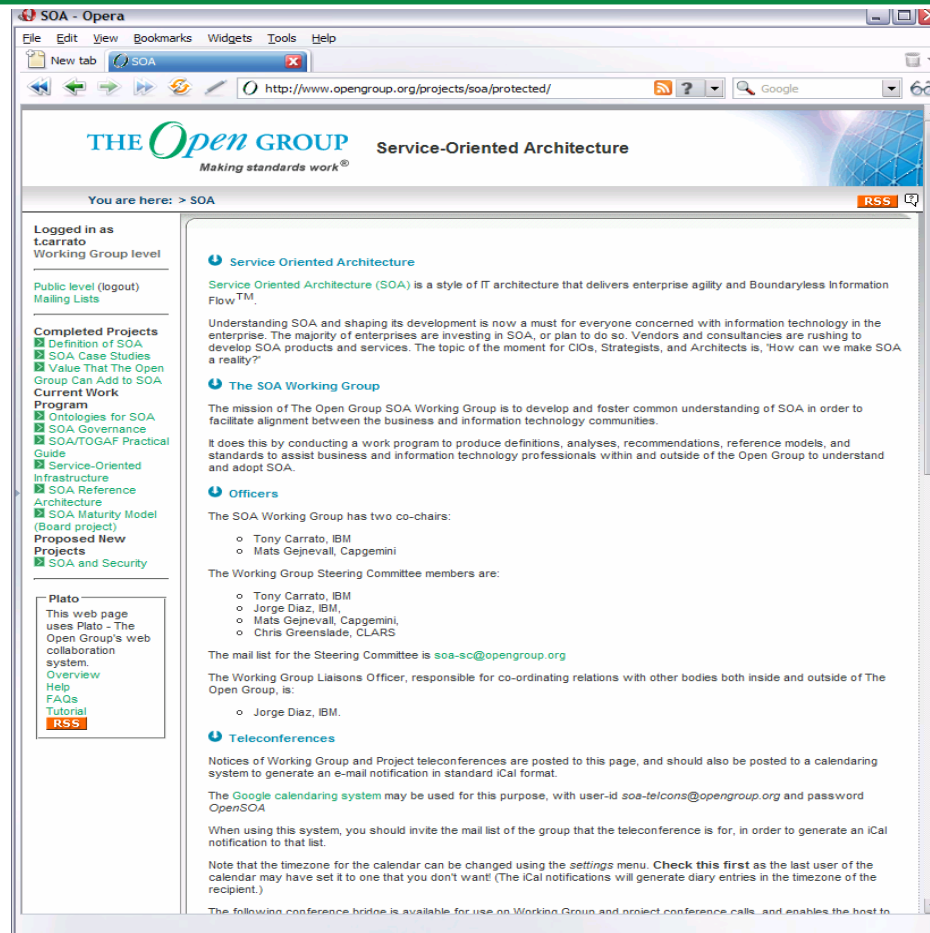 SOA - Opera
File Edit View Bookmarks Widgets Tools Help
New tab SOA
http://www.opengroup.org/projects/soa/protected/ ? Google
THE Open GROUP
Making standards work®
Service-Oriented Architecture
You are here: > SOA
RSS
Logged in as
t.carrato
Working Group level
Public level (logout)
Mailing Lists
Completed Projects
Definition of SOA
SOA Case Studies
Value That The Open
Group Can Add to SOA
Current Work
Program
Ontologies for SOA
SOA Governance
SOA/TOGAF Practical
Guide
Service-Oriented
Infrastructure
SOA Reference
Architecture
SOA Maturity Model
(Board project)
Proposed New
Projects
SOA and Security
Plato
This web page
uses Plato - The
Open Group's web
collaboration
system.
Overview
Help
FAQs
Tutorial
RSS
Service Oriented Architecture
Service Oriented Architecture (SOA) is a style of IT architecture that delivers enterprise agility and Boundaryless Information
Flow TM.
Understanding SOA and shaping its development is now a must for everyone concerned with information technology in the
enterprise. The majority of enterprises are investing in SOA, or plan to do so. Vendors and consultancies are rushing to
develop SOA products and services. The topic of the moment for CIOs, Strategists, and Architects is, 'How can we make SOA
a reality?'
The SOA Working Group
The mission of The Open Group SOA Working Group is to develop and foster common understanding of SOA in order to
facilitate alignment between the business and information technology communities.
It does this by conducting a work program to produce definitions, analyses, recommendations, reference models, and
standards to assist business and information technology professionals within and outside of the Open Group to understand
and adopt SOA.
Officers
The SOA Working Group has two co-chairs:
Tony Carrato, IBM
Mats Gejnevall, Capgemini
The Working Group Steering Committee members are:
Tony Carrato, IBM
Jorge Diaz, IBM,
Mats Gejnevall, Capgemini,
Chris Greenslade, CLARS
The mail list for the Steering Committee is soa-sc@opengroup.org
The Working Group Liaisons Officer, responsible for co-ordinating relations with other bodies both inside and outside of The
Open Group, is:
Jorge Diaz, IBM.
Teleconferences
Notices of Working Group and Project teleconferences are posted to this page, and should also be posted to a calendaring
system to generate an e-mail notification in standard iCal format.
The Google calendaring system may be used for this purpose, with user-id soa-telcons@opengroup.org and password
OpenSOA
When using this system, you should invite the mail list of the group that the teleconference is for, in order to generate an iCal
notification to that list.
Note that the timezone for the calendar can be changed using the settings menu. Check this first as the last user of the
calendar may have set it to one that you don't want! (The iCal notifications will generate diary entries in the timezone of the
recipient.)
The following conference bridge is available for use on Working Group and project conference calls, and enables the host to